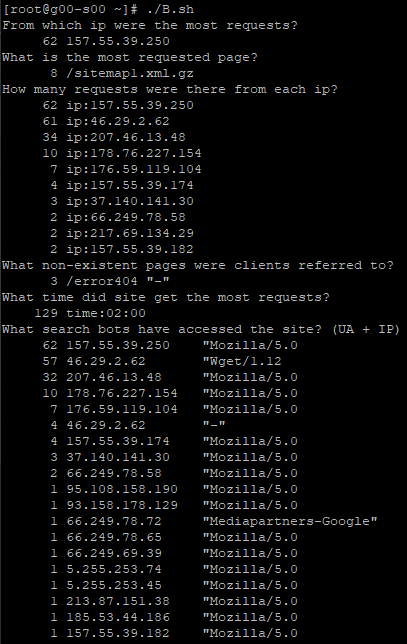 [root@g00-s00 ~]# ./B.sh
From which ip were the most requests?
62 157.55.39.250
What is the most requested page?
8 /sitemap1.xml.gz
How many requests were there from each ip?
62 ip:157.55.39.250
61 ip:46.29.2.62
34 ip:207.46.13.48
10 ip:178.76.227.154
7 ip:176.59.119.104
4 ip:157.55.39.174
3 ip:37.140.141.30
2 ip:66.249.78.58
2 ip:217.69.134.29
2 ip:157.55.39.182
What non-existent pages were clients referred to?
3 /error404 "-"
What time did site get the most requests?
129 time:02:00
What search bots have accessed the site? (UA + IP)
62 157.55.39.250 "Mozilla/5.0
57 46.29.2.62 "Wget/1.12
32 207.46.13.48 "Mozilla/5.0
10 178.76.227.154 "Mozilla/5.0
7 176.59.119.104 "Mozilla/5.0
4 46.29.2.62 "-"
4 157.55.39.174 "Mozilla/5.0
3 37.140.141.30 "Mozilla/5.0
2 66.249.78.58 "Mozilla/5.0
1 95.108.158.190 "Mozilla/5.0
1 93.158.178.129 "Mozilla/5.0
1 66.249.78.72 "Mediapartners-Google"
1 66.249.78.65 "Mozilla/5.0
1 66.249.69.39 "Mozilla/5.0
1 5.255.253.74 "Mozilla/5.0
1 5.255.253.45 "Mozilla/5.0
1 213.87.151.38 "Mozilla/5.0
1 185.53.44.186 "Mozilla/5.0
1 157.55.39.182 "Mozilla/5.0